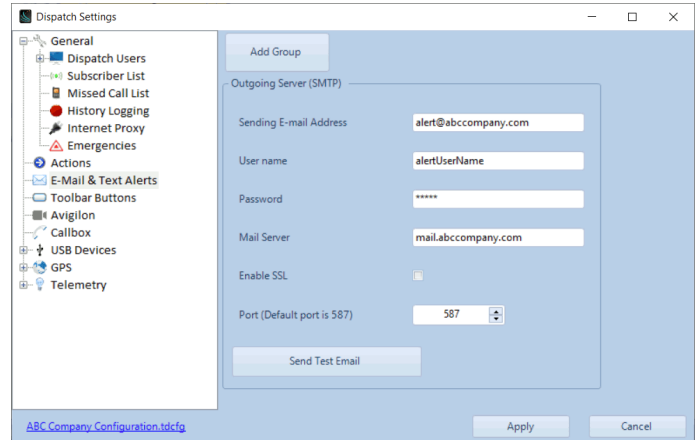 Dispatch Settings
General
Dispatch Users
Subscriber List
Missed Call List
History Logging
Internet Proxy
Emergencies
Actions
E-Mail & Text Alerts
Toolbar Buttons
Avigilon
Callbox
USB Devices
GPS
Telemetry
Add Group
Outgoing Server (SMTP)
Sending E-mail Address alert@abccompany.com
User name alertUserName
Password *****
Mail Server mail.abccompany.com
Enable SSL
Port (Default port is 587) 587
Send Test Email
ABC Company Configuration.tdcfg Apply Cancel